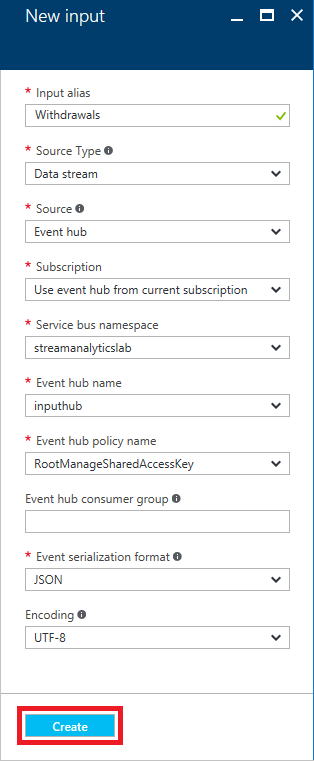 New input
* Input alias
Withdrawals
* Source Type
Data stream
* Source
Event hub
* Subscription
Use event hub from current subscription
* Service bus namespace
streamanalyticslab
* Event hub name
inputhub
* Event hub policy name
RootManageSharedAccessKey
Event hub consumer group
* Event serialization format
JSON
Encoding
UTF-8
Create